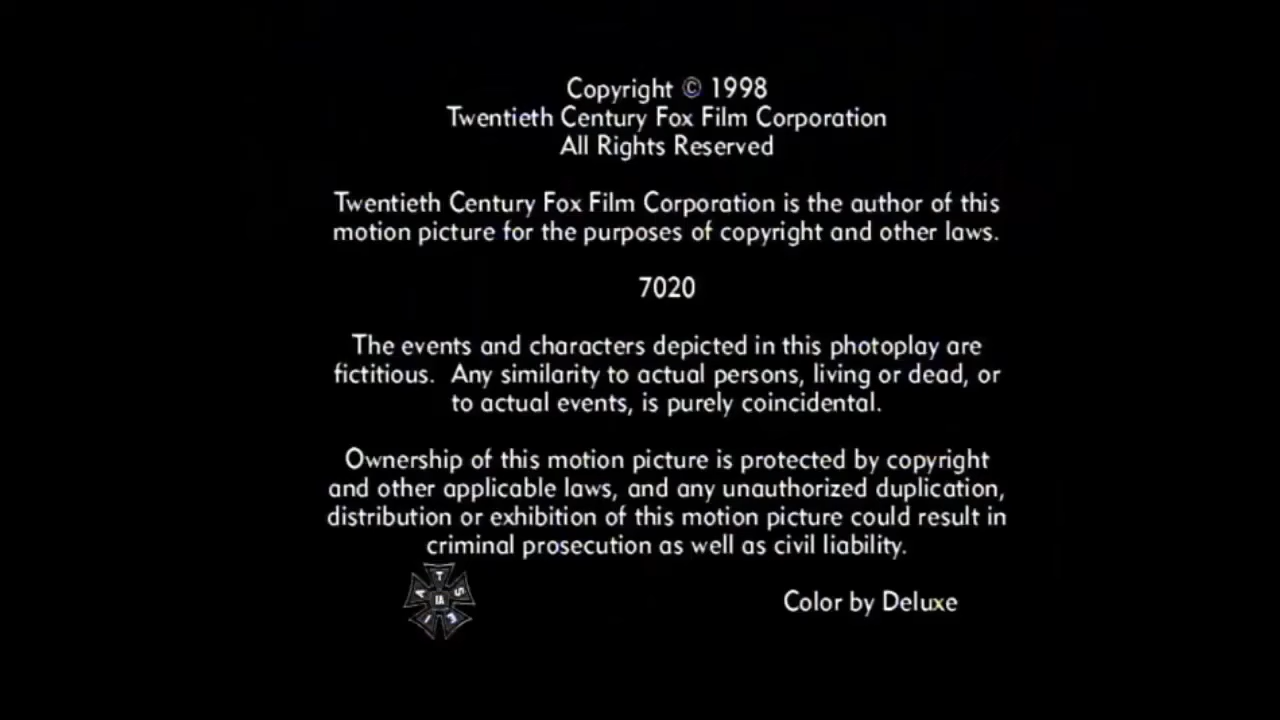 Copyright © 1998
Twentieth Century Fox Film Corporation
All Rights Reserved
Twentieth Century Fox Film Corporation is the author of this
motion picture for the purposes of copyright and other laws.
7020
The events and characters depicted in this photoplay are
fictitious. Any similarity to actual persons, living or dead, or
to actual events, is purely coincidental.
Ownership of this motion picture is protected by copyright
and other applicable laws, and any unauthorized duplication,
distribution or exhibition of this motion picture could result in
criminal prosecution as well as civil liability.
IA T S E I A
Color by Deluxe